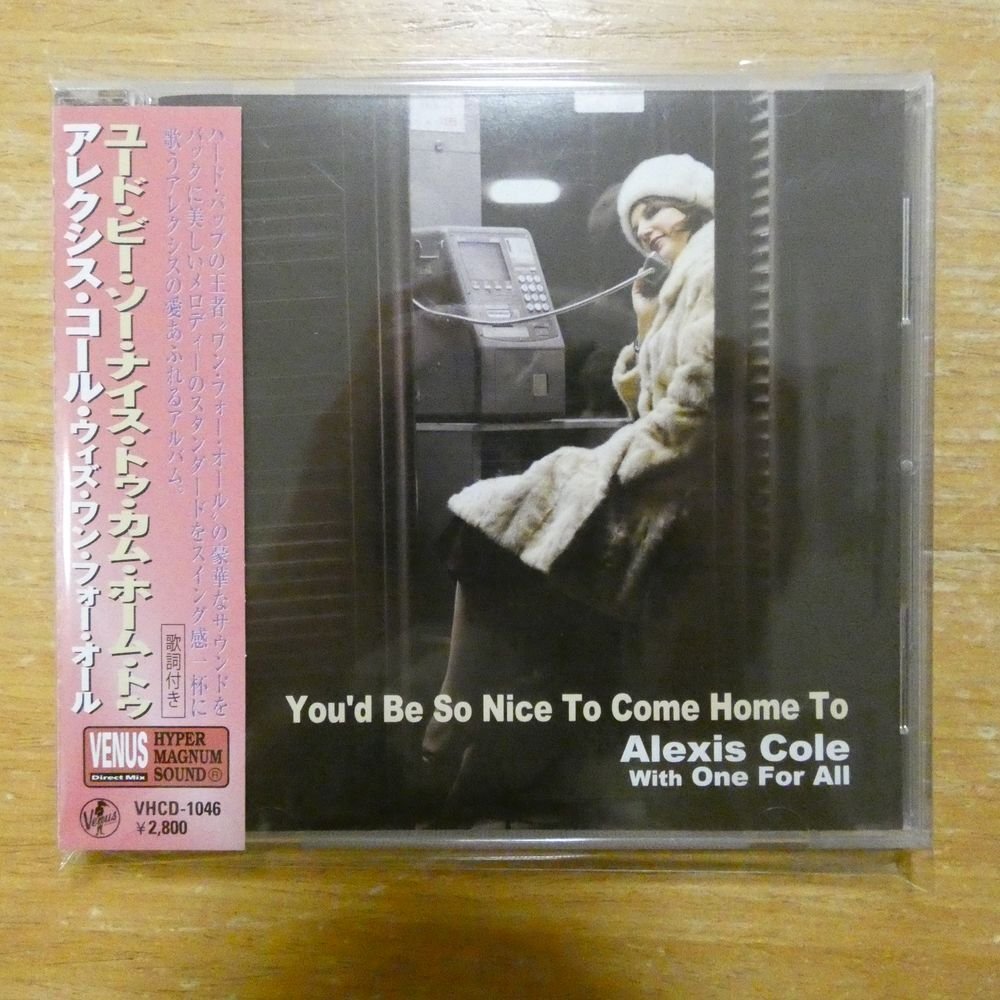 ユード・ビー・ソー・ナイス・トゥ・カム・ホーム・トゥ
アレクシス・コール・ウィズ・ワン・フォー・オール
ハード・バップの王者“ワン・フォー・オール”の豪華なサウンドを
バックに美しいメロディーのスタンダードをスイング感一杯に
歌うアレクシスの愛あふれるアルバム。
歌詞付き
VENUS
Direct Mix
HYPER
MAGNUM
SOUND®
Venus
VHCD-1046
¥2,800
You'd Be So Nice To Come Home To
Alexis Cole
With One For All